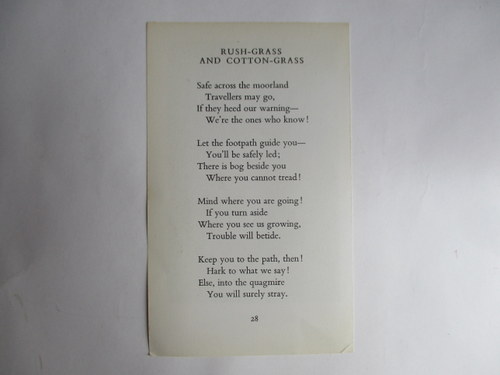 RUSH-GRASS
AND COTTON-GRASS
Safe across the moorland
Travellers may go,
If they heed our warning—
We're the ones who know!
Let the footpath guide you—
You'll be safely led;
There is bog beside you
Where you cannot tread!
Mind where you are going!
If you turn aside
Where you see us growing,
Trouble will betide.
Keep you to the path, then!
Hark to what we say!
Else, into the quagmire
You will surely stray.
28